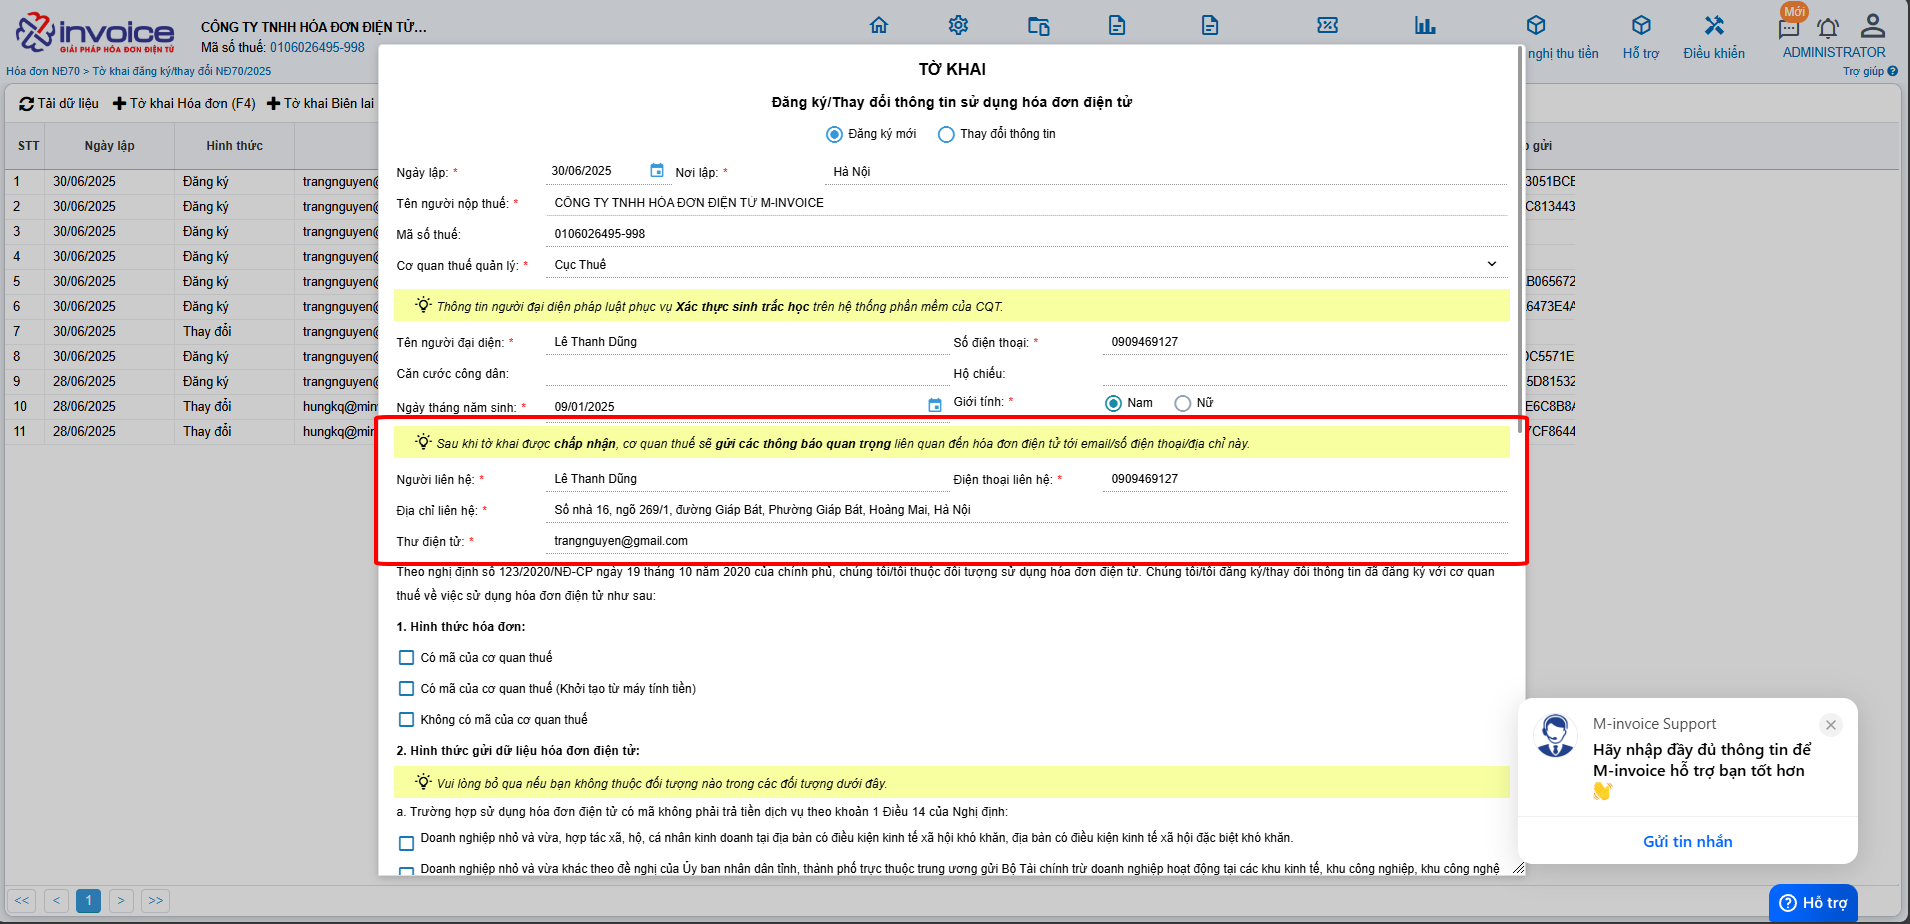 invoice
GIẢI PHÁP HÓA ĐƠN ĐIỆN TỬ
CÔNG TY TNHH HÓA ĐƠN ĐIỆN TỬ...
Mã số thuế: 0106026495-998
nghị thu tiền
Hỗ trợ
Điều khiển
Mới
ADMINISTRATOR
Hóa đơn NĐ70 > Tờ khai đăng ký/thay đổi NĐ70/2025
Trợ giúp
Tải dữ liệu
Tờ khai Hóa đơn (F4)
Tờ khai Biên lai
STT Ngày lập Hình thức gửi
1 30/06/2025 Đăng ký trangnguyen@ 3051BCE
2 30/06/2025 Đăng ký trangnguyen@ C813443
3 30/06/2025 Đăng ký trangnguyen@
4 30/06/2025 Đăng ký trangnguyen@
5 30/06/2025 Đăng ký trangnguyen@ B065672
6 30/06/2025 Đăng ký trangnguyen@ 6473E4A
7 30/06/2025 Thay đổi trangnguyen@
8 30/06/2025 Đăng ký trangnguyen@ C5571E
9 28/06/2025 Đăng ký trangnguyen@ 5D81532
10 28/06/2025 Thay đổi hungkq@min E6C8B8A
11 28/06/2025 Thay đổi hungkq@min CF8644
TỜ KHAI
Đăng ký/Thay đổi thông tin sử dụng hóa đơn điện tử
Đăng ký mới
Thay đổi thông tin
Ngày lập: * 30/06/2025 Nơi lập: * Hà Nội
Tên người nộp thuế: * CÔNG TY TNHH HÓA ĐƠN ĐIỆN TỬ M-INVOICE
Mã số thuế: 0106026495-998
Cơ quan thuế quản lý: * Cục Thuế
Thông tin người đại diện pháp luật phục vụ Xác thực sinh trắc học trên hệ thống phần mềm của CQT.
Tên người đại diện: * Lê Thanh Dũng Số điện thoại: * 0909469127
Căn cước công dân: Hộ chiếu:
Ngày tháng năm sinh: * 09/01/2025 Giới tính: * Nam Nữ
Sau khi tờ khai được chấp nhận, cơ quan thuế sẽ gửi các thông báo quan trọng liên quan đến hóa đơn điện tử tới email/số điện thoại/địa chỉ này.
Người liên hệ: * Lê Thanh Dũng Điện thoại liên hệ: * 0909469127
Địa chỉ liên hệ: * Số nhà 16, ngõ 269/1, đường Giáp Bát, Phường Giáp Bát, Hoàng Mai, Hà Nội
Thư điện tử: * trangnguyen@gmail.com
Theo nghị định số 123/2020/NĐ-CP ngày 19 tháng 10 năm 2020 của chính phủ, chúng tôi/tôi thuộc đối tượng sử dụng hóa đơn điện tử. Chúng tôi/tôi đăng ký/thay đổi thông tin đã đăng ký với cơ quan
thuế về việc sử dụng hóa đơn điện tử như sau:
1. Hình thức hóa đơn:
Có mã của cơ quan thuế
Có mã của cơ quan thuế (Khởi tạo từ máy tính tiền)
Không có mã của cơ quan thuế
2. Hình thức gửi dữ liệu hóa đơn điện tử:
Vui lòng bỏ qua nếu bạn không thuộc đối tượng nào trong các đối tượng dưới đây.
a. Trường hợp sử dụng hóa đơn điện tử có mã không phải trả tiền dịch vụ theo khoản 1 Điều 14 của Nghị định:
Doanh nghiệp nhỏ và vừa, hợp tác xã, hộ, cá nhân kinh doanh tại địa bàn có điều kiện kinh tế xã hội khó khăn, địa bàn có điều kiện kinh tế xã hội đặc biệt khó khăn.
Doanh nghiệp nhỏ và vừa khác theo đề nghị của Ủy ban nhân dân tỉnh, thành phố trực thuộc trung ương gửi Bộ Tài chính trừ doanh nghiệp hoạt động tại các khu kinh tế, khu công nghiệp, khu công nghệ
M-invoice Support
Hãy nhập đầy đủ thông tin để
M-invoice hỗ trợ bạn tốt hơn
👋
Gửi tin nhắn
<< < 1 > >>
Hỗ trợ